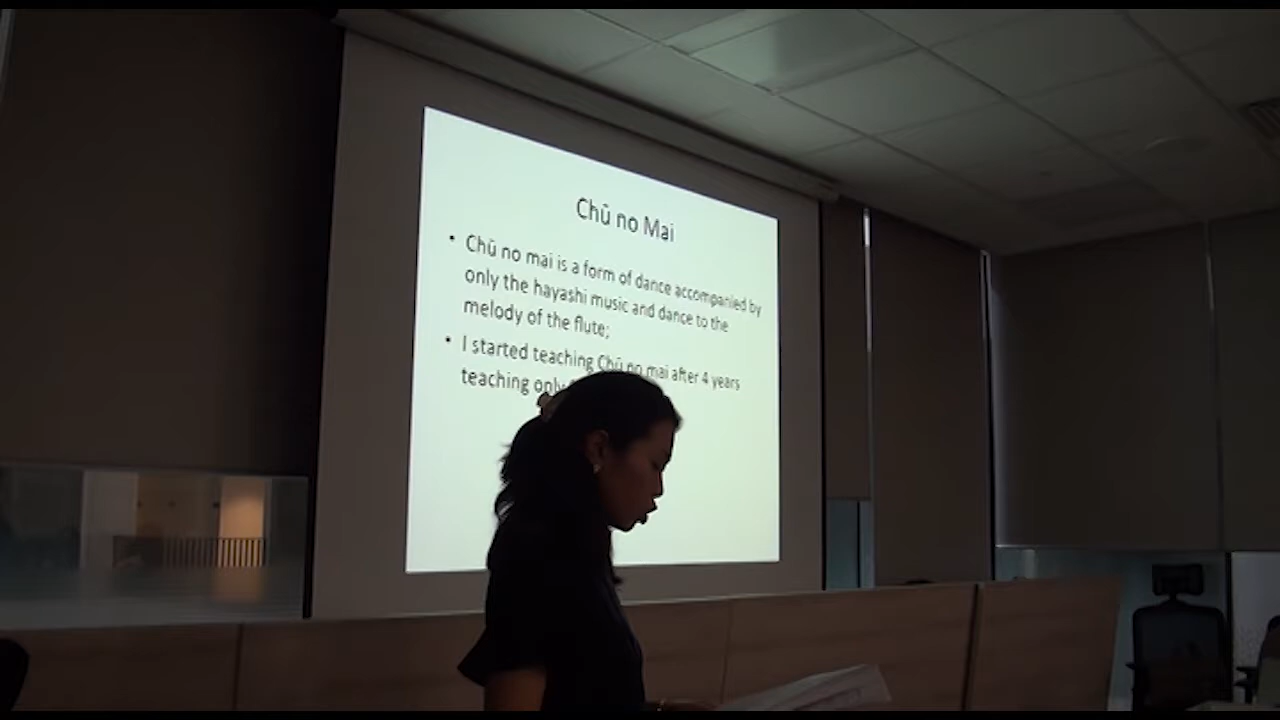 Chū no Mai
• Chū no mai is a form of dance accompanied by
only the hayashi music and dance to the
melody of the flute;
• I started teaching Chū no mai after 4 years
teaching only